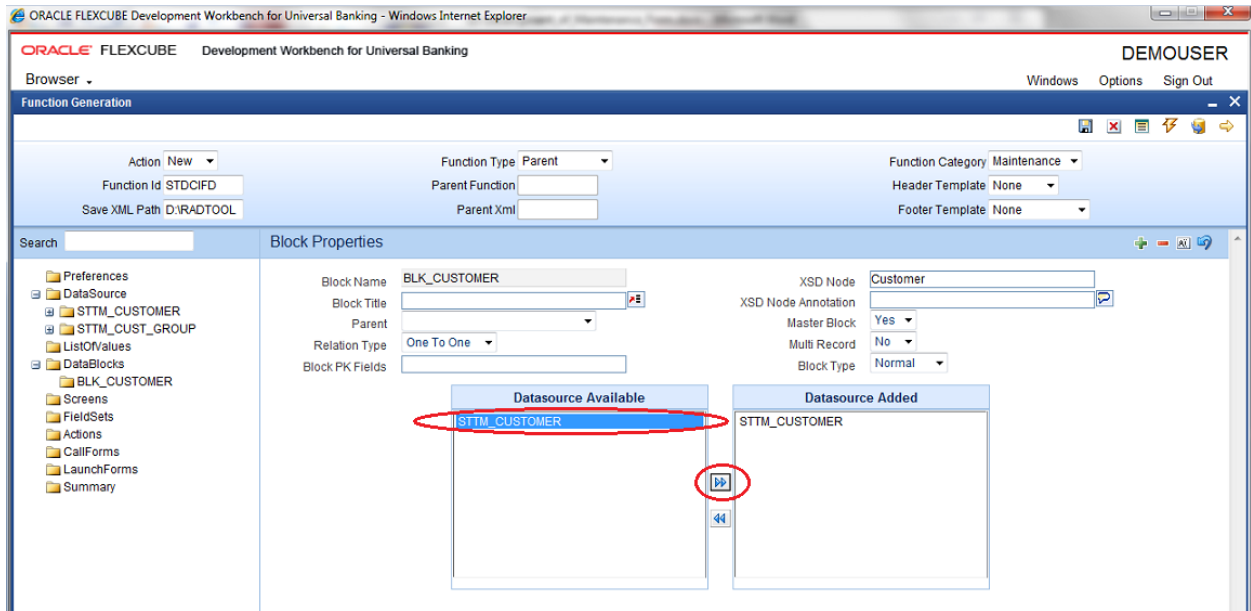 ORACLE FLEXCUBE Development Workbench for Universal Banking - Windows Internet Explorer
ORACLE FLEXCUBE Development Workbench for Universal Banking
DEMOUSER
Browser
Windows Options Sign Out
Function Generation
Action New Function Type Parent Function Category Maintenance
Function Id STDCIFD Parent Function Header Template None
Save XML Path D:\RADTOOL Parent Xml Footer Template None
Search
Preferences
DataSource
STTM_CUSTOMER
STTM_CUST_GROUP
ListOfValues
DataBlocks
BLK_CUSTOMER
Screens
FieldSets
Actions
CallForms
LaunchForms
Summary
Block Properties
Block Name BLK_CUSTOMER XSD Node Customer
Block Title XSD Node Annotation
Parent Master Block Yes
Relation Type One To One Multi Record No
Block PK Fields Block Type Normal
Datasource Available Datasource Added
STTM_CUSTOMER STTM_CUSTOMER